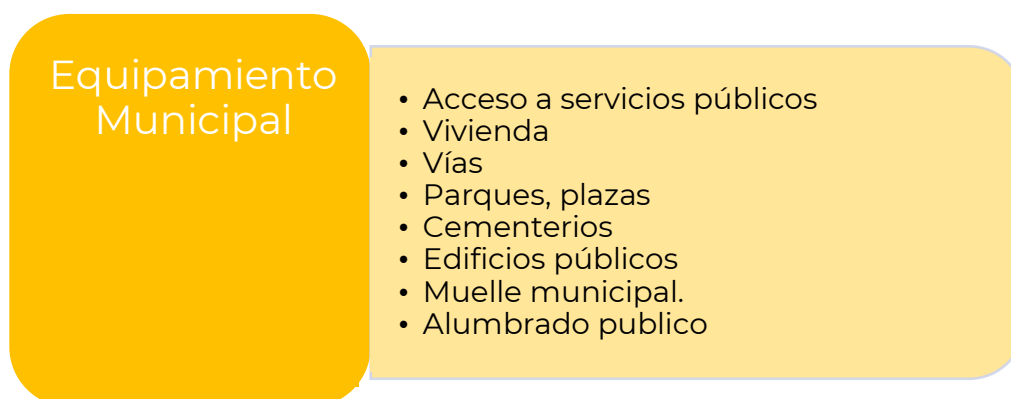 Equipamiento
Municipal
• Acceso a servicios públicos
• Vivienda
• Vías
• Parques, plazas
• Cementerios
• Edificios públicos
• Muelle municipal.
• Alumbrado publico